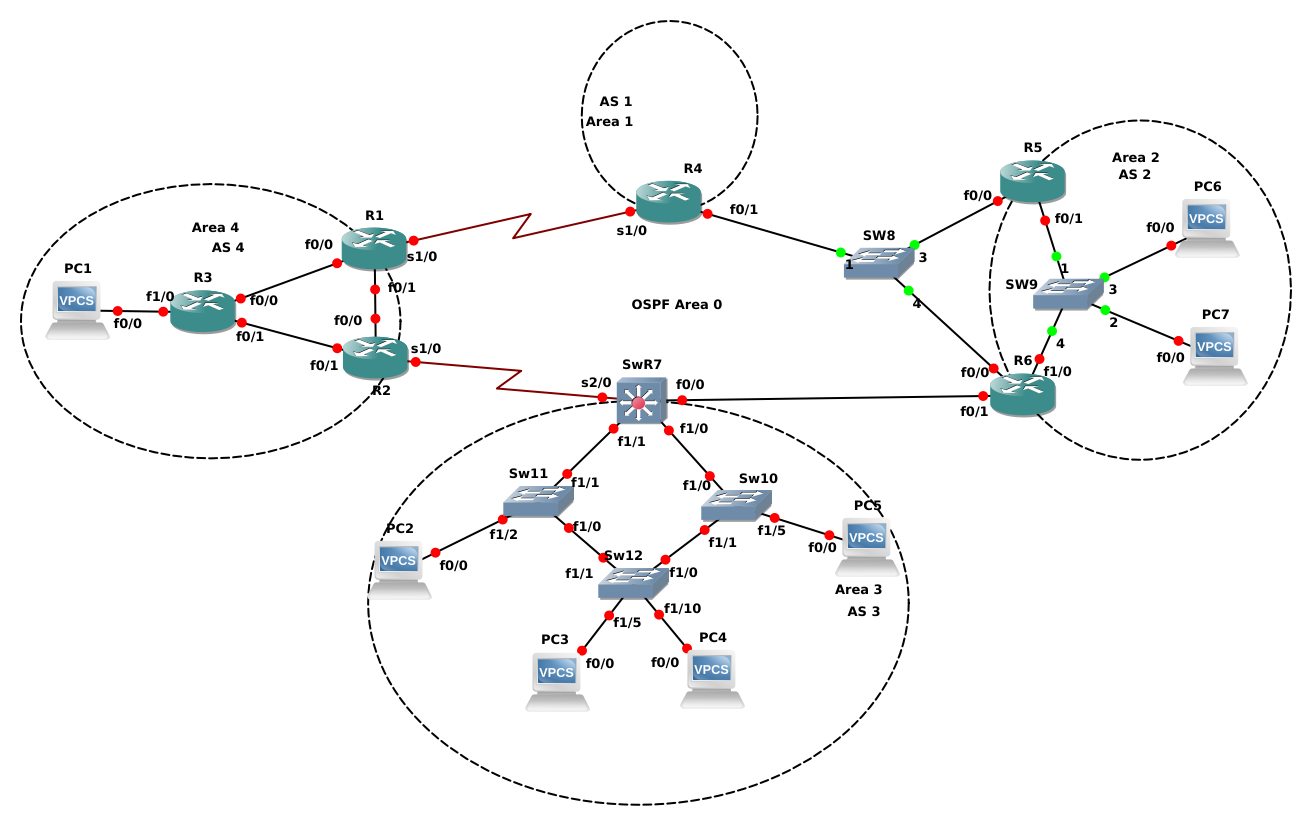 AS 1
Area 1
R4
s1/0
f0/1
R5
f0/0
f0/1
Area 2
AS 2
PC6
VPCS
f0/0
SW8
1
3
4
SW9
1
3
2
4
PC7
VPCS
f0/0
R6
f0/0
f1/0
f0/1
Area 4
AS 4
R1
f0/0
s1/0
f0/1
PC1
VPCS
f0/0
R3
f1/0
f0/0
f0/1
f0/0
s1/0
f0/1
R2
OSPF Area 0
SwR7
s2/0
f0/0
f1/1
f1/0
Sw11
f1/1
f1/2
f1/0
Sw10
f1/0
f1/5
f1/1
PC2
VPCS
f0/0
PC5
VPCS
f0/0
Sw12
f1/1
f1/0
f1/5
f1/10
Area 3
AS 3
PC3
VPCS
f0/0
PC4
VPCS
f0/0